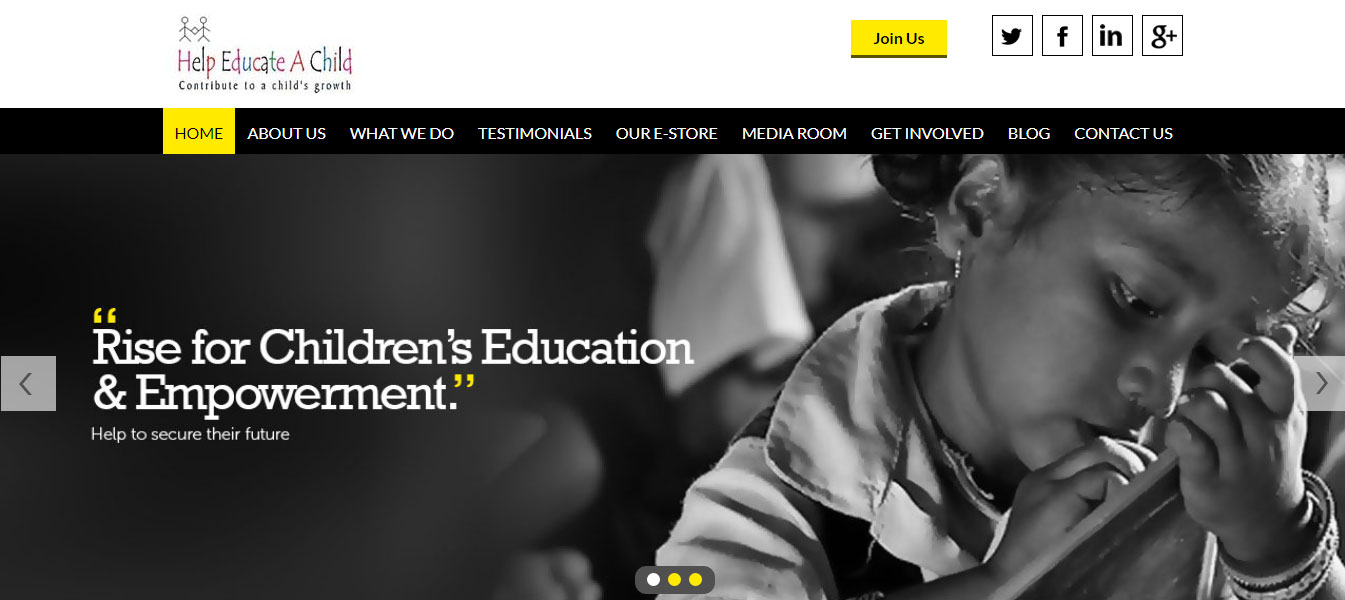 Help Educate A Child
Contribute to a child's growth
Join Us
g+
HOME ABOUT US WHAT WE DO TESTIMONIALS OUR E-STORE MEDIA ROOM GET INVOLVED BLOG CONTACT US
“Rise for Children’s Education
& Empowerment.”
Help to secure their future